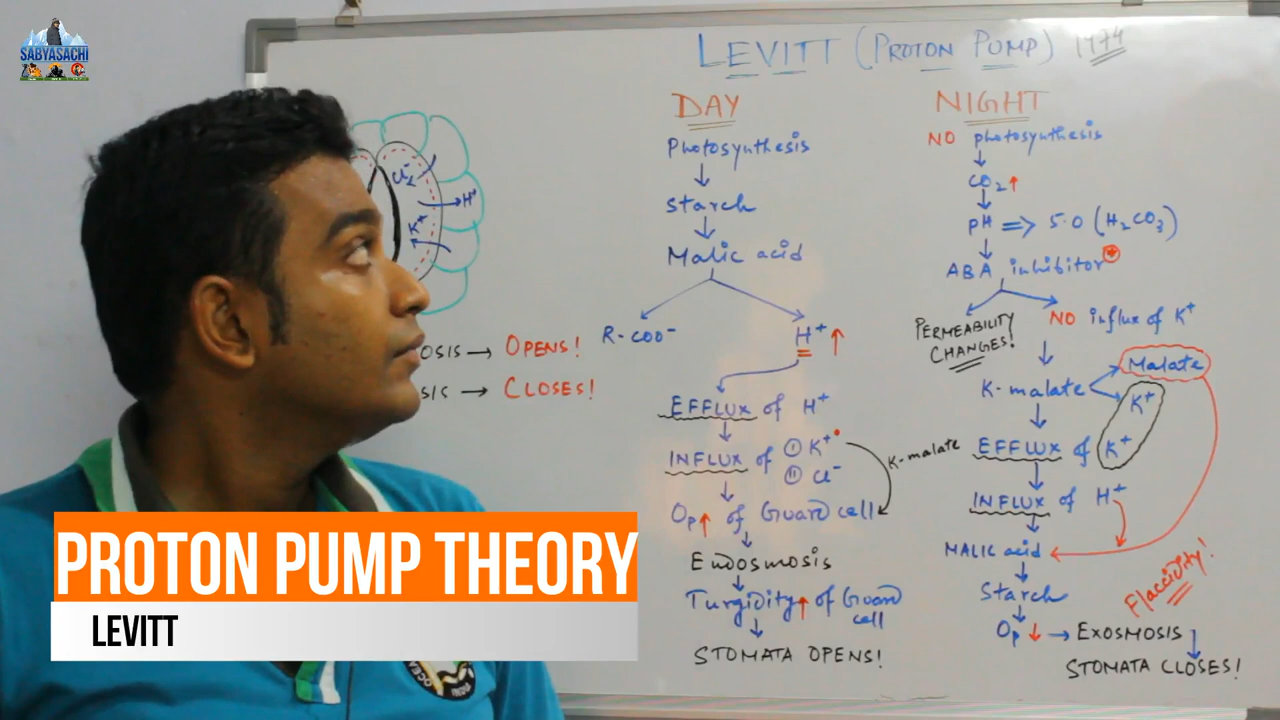 SABYASACHI
LEVITT (PROTON PUMP) 1974
DAY
Photosynthesis
↓
Starch
↓
Malic acid
R-COO⁻ H⁺ ↑
EFFLUX of H⁺
↓
INFLUX of Ⓘ K⁺
Ⓘⓘ Cl⁻
K-malate
↓
Op↑ of Guard cell
↓
Endosmosis
↓
Turgidity↑ of Guard
cell
↓
STOMATA OPENS!
NIGHT
NO photosynthesis
↓
CO₂↑
↓
pH => 5.0 (H₂CO₃)
↓
ABA inhibitor
PERMEABILITY
CHANGES!
NO influx of K⁺
↓
K-malate
Malate
K⁺
↓
EFFLUX of K⁺
↓
INFLUX of H⁺
↓
MALIC acid
↓
Starch
↓
Op↓ → EXOSMOSIS
Flaccidity!
STOMATA CLOSES!
Cl⁻
H⁺
K⁺
OSIS → OPENS!
SIS → CLOSES!
PROTON PUMP THEORY
LEVITT